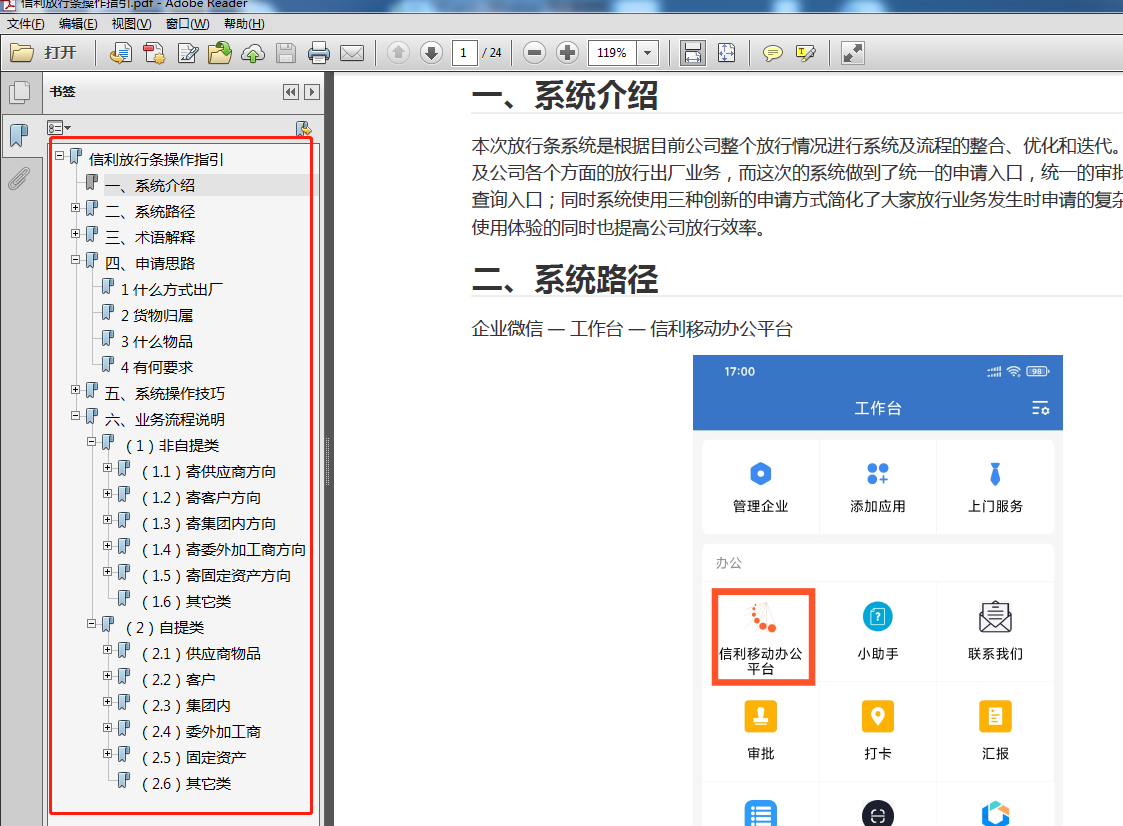 信利放行条操作指引.pdf - Adobe Reader
文件(F) 编辑(E) 视图(V) 窗口(W) 帮助(H)
打开 1 / 24 119%
书签
信利放行条操作指引
一、系统介绍
二、系统路径
三、术语解释
四、申请思路
1 什么方式出厂
2 货物归属
3 什么物品
4 有何要求
五、系统操作技巧
六、业务流程说明
（1）非自提类
（1.1）寄供应商方向
（1.2）寄客户方向
（1.3）寄集团内方向
（1.4）寄委外加工商方向
（1.5）寄固定资产方向
（1.6）其它类
（2）自提类
（2.1）供应商物品
（2.2）客户
（2.3）集团内
（2.4）委外加工商
（2.5）固定资产
（2.6）其它类
一、系统介绍
本次放行条系统是根据目前公司整个放行情况进行系统及流程的整合、优化和迭代。
及公司各个方面的放行出厂业务，而这次的系统做到了统一的申请入口，统一的审批
查询入口；同时系统使用三种创新的申请方式简化了大家放行业务发生时申请的复杂
使用体验的同时也提高公司放行效率。
二、系统路径
企业微信 — 工作台 — 信利移动办公平台
17:00 98
工作台
管理企业 添加应用 上门服务
办公
信利移动办公
平台
小助手 联系我们
审批 打卡 汇报